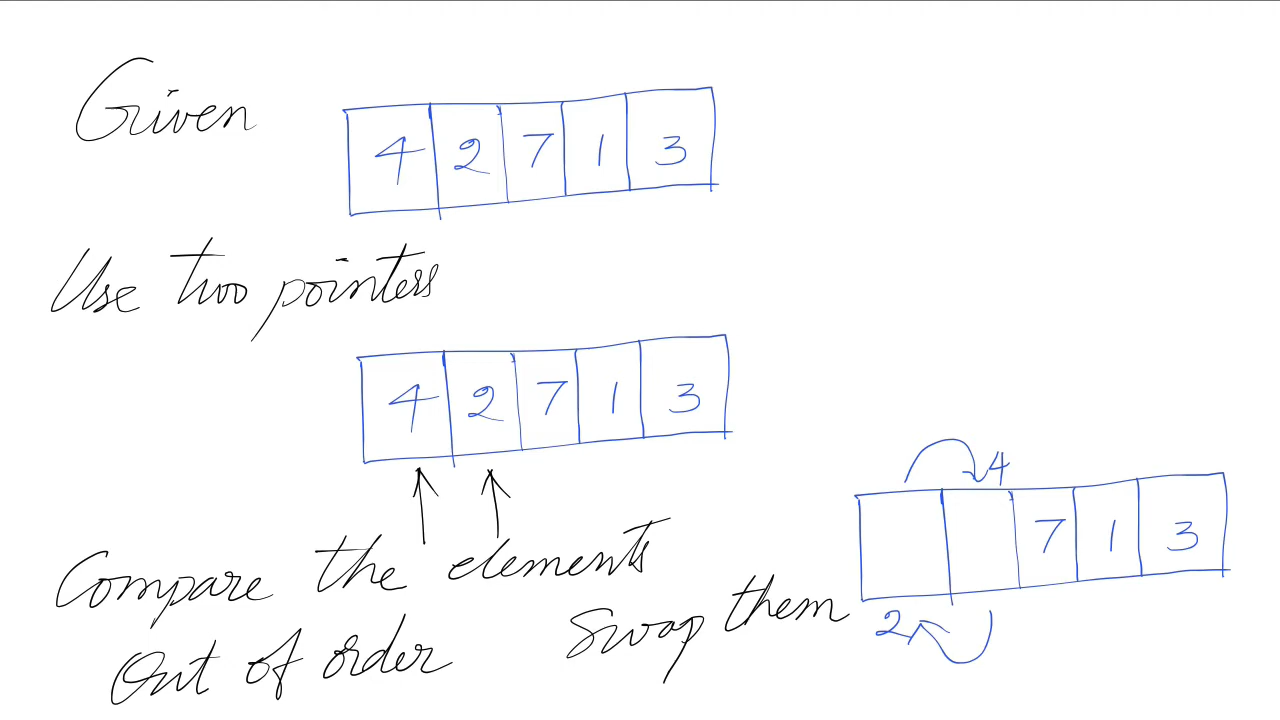 Given
4 2 7 1 3
Use two pointers
4 2 7 1 3
Compare the elements
Out of order
Swap them
4
7 1 3
2